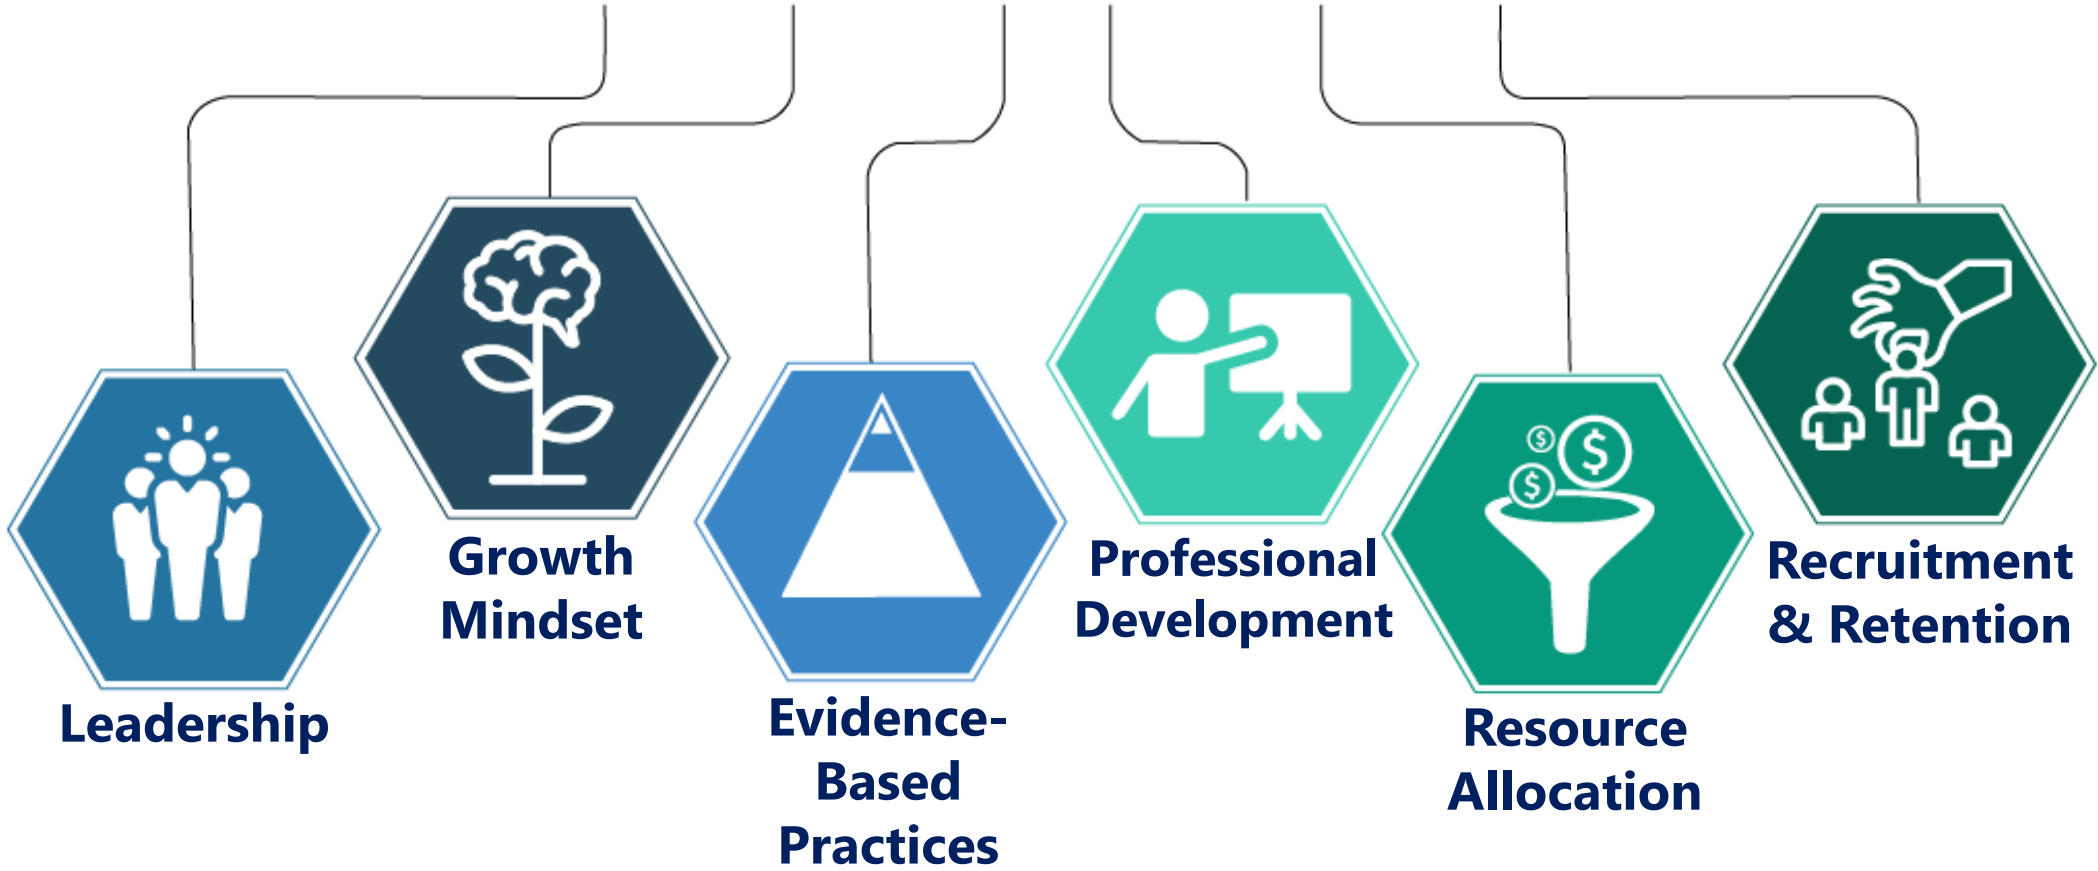 Leadership
Growth
Mindset
Evidence-
Based
Practices
Professional
Development
$
$
$
Resource
Allocation
Recruitment
& Retention